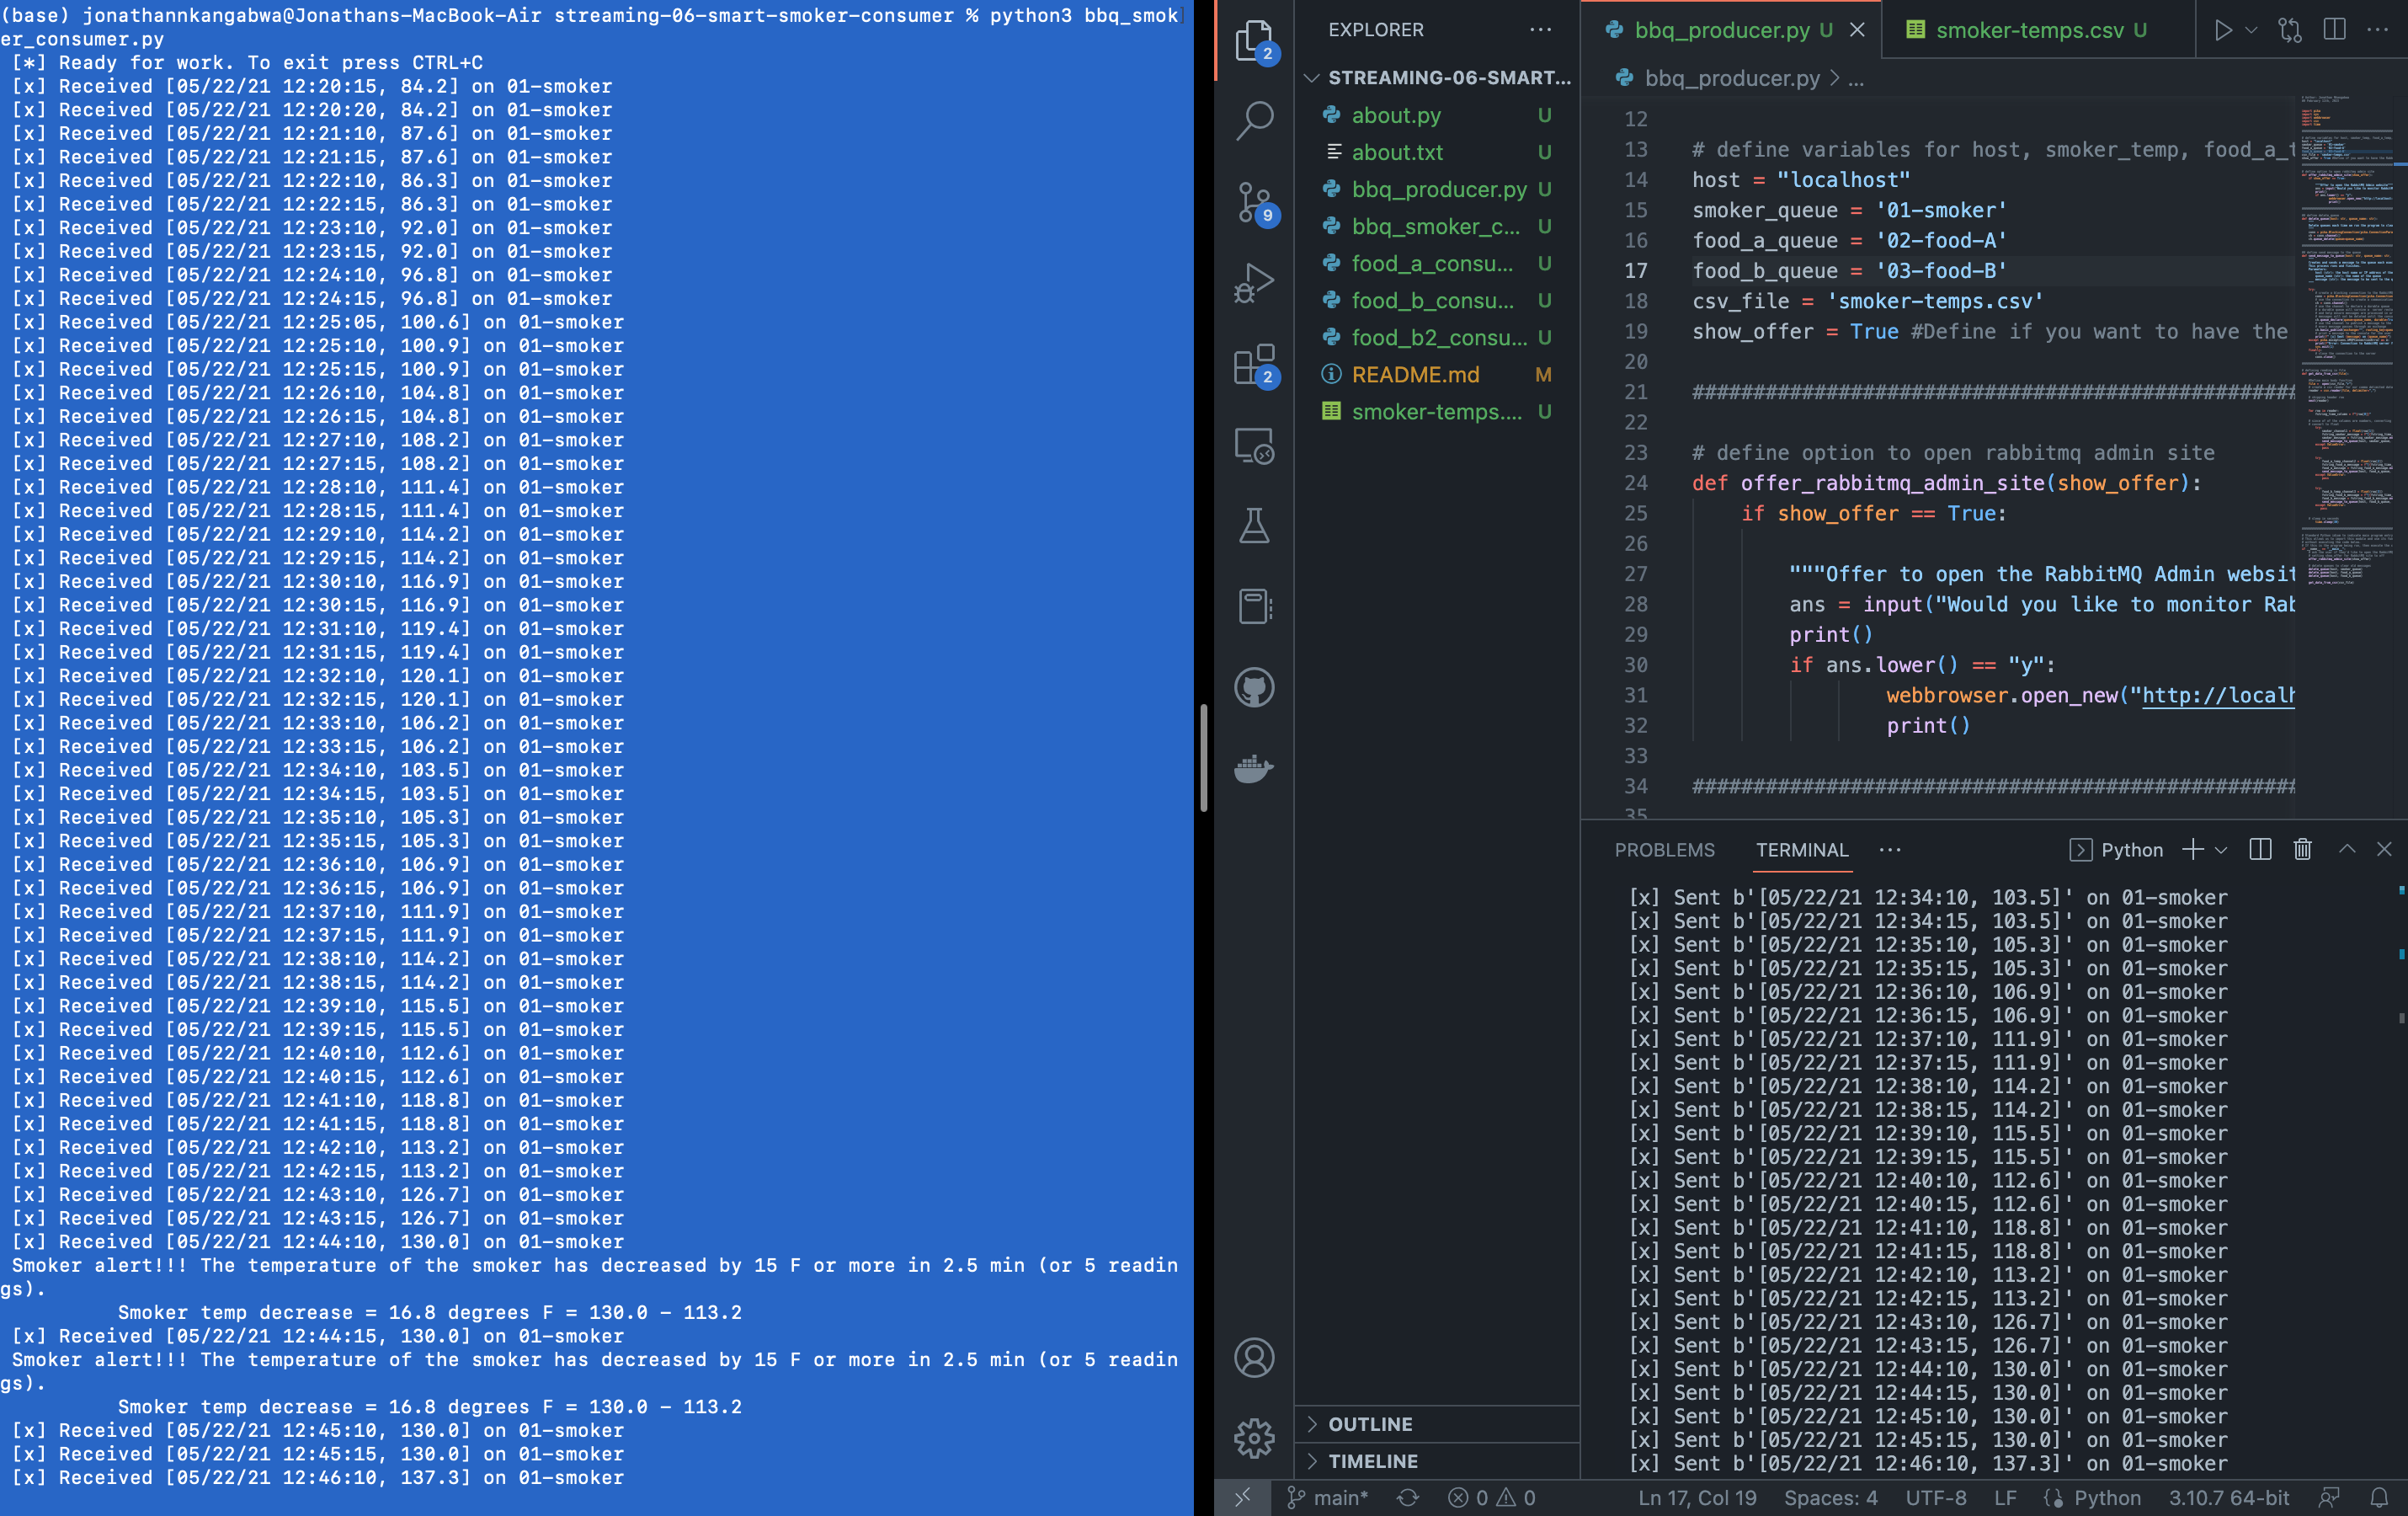 (base) jonathannkangabwa@Jonathans-MacBook-Air streaming-06-smart-smoker-consumer % python3 bbq_smok
er_consumer.py
[*] Ready for work. To exit press CTRL+C
[x] Received [05/22/21 12:20:15, 84.2] on 01-smoker
[x] Received [05/22/21 12:20:20, 84.2] on 01-smoker
[x] Received [05/22/21 12:21:10, 87.6] on 01-smoker
[x] Received [05/22/21 12:21:15, 87.6] on 01-smoker
[x] Received [05/22/21 12:22:10, 86.3] on 01-smoker
[x] Received [05/22/21 12:22:15, 86.3] on 01-smoker
[x] Received [05/22/21 12:23:10, 92.0] on 01-smoker
[x] Received [05/22/21 12:23:15, 92.0] on 01-smoker
[x] Received [05/22/21 12:24:10, 96.8] on 01-smoker
[x] Received [05/22/21 12:24:15, 96.8] on 01-smoker
[x] Received [05/22/21 12:25:05, 100.6] on 01-smoker
[x] Received [05/22/21 12:25:10, 100.9] on 01-smoker
[x] Received [05/22/21 12:25:15, 100.9] on 01-smoker
[x] Received [05/22/21 12:26:10, 104.8] on 01-smoker
[x] Received [05/22/21 12:26:15, 104.8] on 01-smoker
[x] Received [05/22/21 12:27:10, 108.2] on 01-smoker
[x] Received [05/22/21 12:27:15, 108.2] on 01-smoker
[x] Received [05/22/21 12:28:10, 111.4] on 01-smoker
[x] Received [05/22/21 12:28:15, 111.4] on 01-smoker
[x] Received [05/22/21 12:29:10, 114.2] on 01-smoker
[x] Received [05/22/21 12:29:15, 114.2] on 01-smoker
[x] Received [05/22/21 12:30:10, 116.9] on 01-smoker
[x] Received [05/22/21 12:30:15, 116.9] on 01-smoker
[x] Received [05/22/21 12:31:10, 119.4] on 01-smoker
[x] Received [05/22/21 12:31:15, 119.4] on 01-smoker
[x] Received [05/22/21 12:32:10, 120.1] on 01-smoker
[x] Received [05/22/21 12:32:15, 120.1] on 01-smoker
[x] Received [05/22/21 12:33:10, 106.2] on 01-smoker
[x] Received [05/22/21 12:33:15, 106.2] on 01-smoker
[x] Received [05/22/21 12:34:10, 103.5] on 01-smoker
[x] Received [05/22/21 12:34:15, 103.5] on 01-smoker
[x] Received [05/22/21 12:35:10, 105.3] on 01-smoker
[x] Received [05/22/21 12:35:15, 105.3] on 01-smoker
[x] Received [05/22/21 12:36:10, 106.9] on 01-smoker
[x] Received [05/22/21 12:36:15, 106.9] on 01-smoker
[x] Received [05/22/21 12:37:10, 111.9] on 01-smoker
[x] Received [05/22/21 12:37:15, 111.9] on 01-smoker
[x] Received [05/22/21 12:38:10, 114.2] on 01-smoker
[x] Received [05/22/21 12:38:15, 114.2] on 01-smoker
[x] Received [05/22/21 12:39:10, 115.5] on 01-smoker
[x] Received [05/22/21 12:39:15, 115.5] on 01-smoker
[x] Received [05/22/21 12:40:10, 112.6] on 01-smoker
[x] Received [05/22/21 12:40:15, 112.6] on 01-smoker
[x] Received [05/22/21 12:41:10, 118.8] on 01-smoker
[x] Received [05/22/21 12:41:15, 118.8] on 01-smoker
[x] Received [05/22/21 12:42:10, 113.2] on 01-smoker
[x] Received [05/22/21 12:42:15, 113.2] on 01-smoker
[x] Received [05/22/21 12:43:10, 126.7] on 01-smoker
[x] Received [05/22/21 12:43:15, 126.7] on 01-smoker
[x] Received [05/22/21 12:44:10, 130.0] on 01-smoker
Smoker alert!!! The temperature of the smoker has decreased by 15 F or more in 2.5 min (or 5 readin
gs).
Smoker temp decrease = 16.8 degrees F = 130.0 - 113.2
[x] Received [05/22/21 12:44:15, 130.0] on 01-smoker
Smoker alert!!! The temperature of the smoker has decreased by 15 F or more in 2.5 min (or 5 readin
gs).
Smoker temp decrease = 16.8 degrees F = 130.0 - 113.2
[x] Received [05/22/21 12:45:10, 130.0] on 01-smoker
[x] Received [05/22/21 12:45:15, 130.0] on 01-smoker
[x] Received [05/22/21 12:46:10, 137.3] on 01-smoker
2
9
2
EXPLORER
STREAMING-06-SMART...
about.py U
about.txt U
bbq_producer.py U
bbq_smoker_c... U
food_a_consu... U
food_b_consu... U
food_b2_consu... U
README.md M
smoker-temps.... U
OUTLINE
TIMELINE
bbq_producer.py U
smoker-temps.csv U
bbq_producer.py > ...
12
13 # define variables for host, smoker_temp, food_a_t
14 host = "localhost"
15 smoker_queue = '01-smoker'
16 food_a_queue = '02-food-A'
17 food_b_queue = '03-food-B'
18 csv_file = 'smoker-temps.csv'
19 show_offer = True #Define if you want to have the
20
21 ##################################################
22
23 # define option to open rabbitmq admin site
24 def offer_rabbitmq_admin_site(show_offer):
25 if show_offer == True:
26
27 """Offer to open the RabbitMQ Admin websit
28 ans = input("Would you like to monitor Rab
29 print()
30 if ans.lower() == "y":
31 webbrowser.open_new("http://localh
32 print()
33
34 ##################################################
35
PROBLEMS TERMINAL ... Python
[x] Sent b'[05/22/21 12:34:10, 103.5]' on 01-smoker
[x] Sent b'[05/22/21 12:34:15, 103.5]' on 01-smoker
[x] Sent b'[05/22/21 12:35:10, 105.3]' on 01-smoker
[x] Sent b'[05/22/21 12:35:15, 105.3]' on 01-smoker
[x] Sent b'[05/22/21 12:36:10, 106.9]' on 01-smoker
[x] Sent b'[05/22/21 12:36:15, 106.9]' on 01-smoker
[x] Sent b'[05/22/21 12:37:10, 111.9]' on 01-smoker
[x] Sent b'[05/22/21 12:37:15, 111.9]' on 01-smoker
[x] Sent b'[05/22/21 12:38:10, 114.2]' on 01-smoker
[x] Sent b'[05/22/21 12:38:15, 114.2]' on 01-smoker
[x] Sent b'[05/22/21 12:39:10, 115.5]' on 01-smoker
[x] Sent b'[05/22/21 12:39:15, 115.5]' on 01-smoker
[x] Sent b'[05/22/21 12:40:10, 112.6]' on 01-smoker
[x] Sent b'[05/22/21 12:40:15, 112.6]' on 01-smoker
[x] Sent b'[05/22/21 12:41:10, 118.8]' on 01-smoker
[x] Sent b'[05/22/21 12:41:15, 118.8]' on 01-smoker
[x] Sent b'[05/22/21 12:42:10, 113.2]' on 01-smoker
[x] Sent b'[05/22/21 12:42:15, 113.2]' on 01-smoker
[x] Sent b'[05/22/21 12:43:10, 126.7]' on 01-smoker
[x] Sent b'[05/22/21 12:43:15, 126.7]' on 01-smoker
[x] Sent b'[05/22/21 12:44:10, 130.0]' on 01-smoker
[x] Sent b'[05/22/21 12:44:15, 130.0]' on 01-smoker
[x] Sent b'[05/22/21 12:45:10, 130.0]' on 01-smoker
[x] Sent b'[05/22/21 12:45:15, 130.0]' on 01-smoker
[x] Sent b'[05/22/21 12:46:10, 137.3]' on 01-smoker
main* 0 0 Ln 17, Col 19 Spaces: 4 UTF-8 LF Python 3.10.7 64-bit